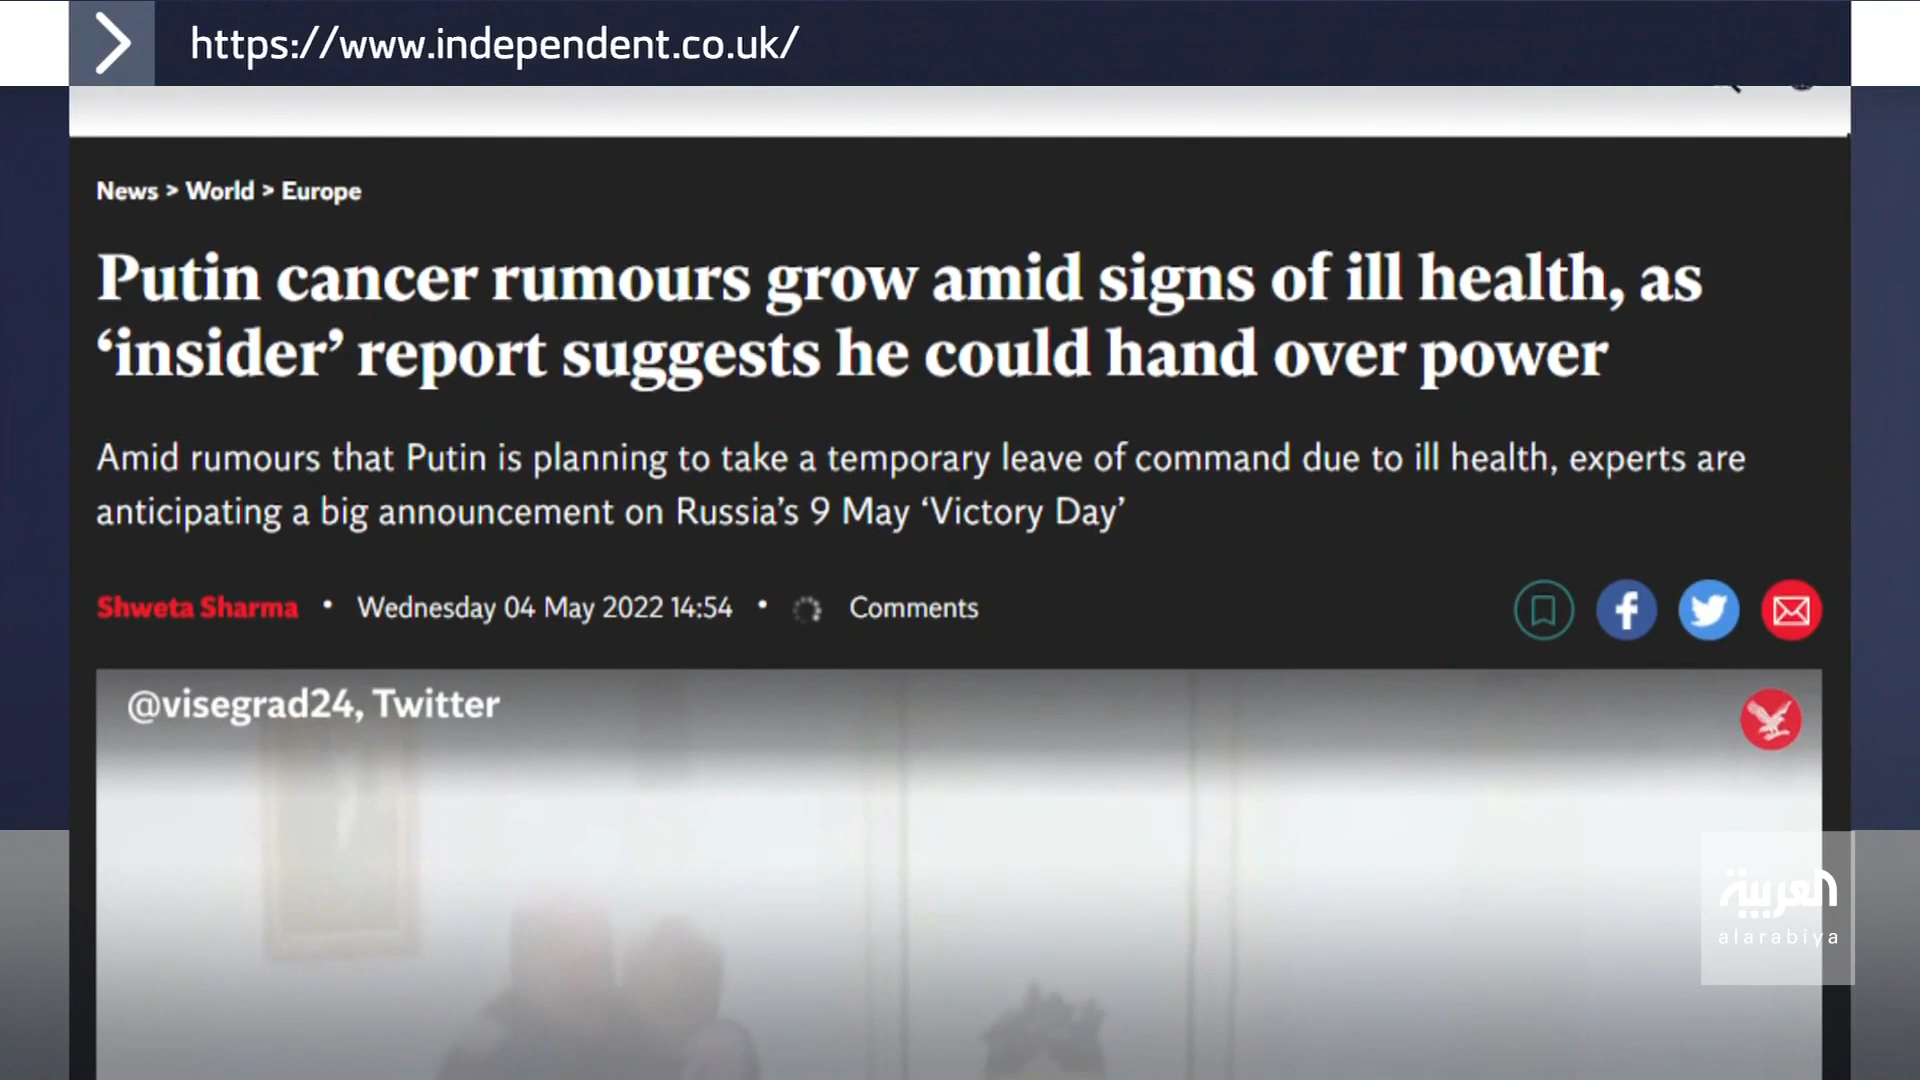 https://www.independent.co.uk/
News > World > Europe
Putin cancer rumours grow amid signs of ill health, as
‘insider’ report suggests he could hand over power
Amid rumours that Putin is planning to take a temporary leave of command due to ill health, experts are
anticipating a big announcement on Russia’s 9 May ‘Victory Day’
Shweta Sharma • Wednesday 04 May 2022 14:54 • Comments
@visegrad24, Twitter
العربية
alarabiya